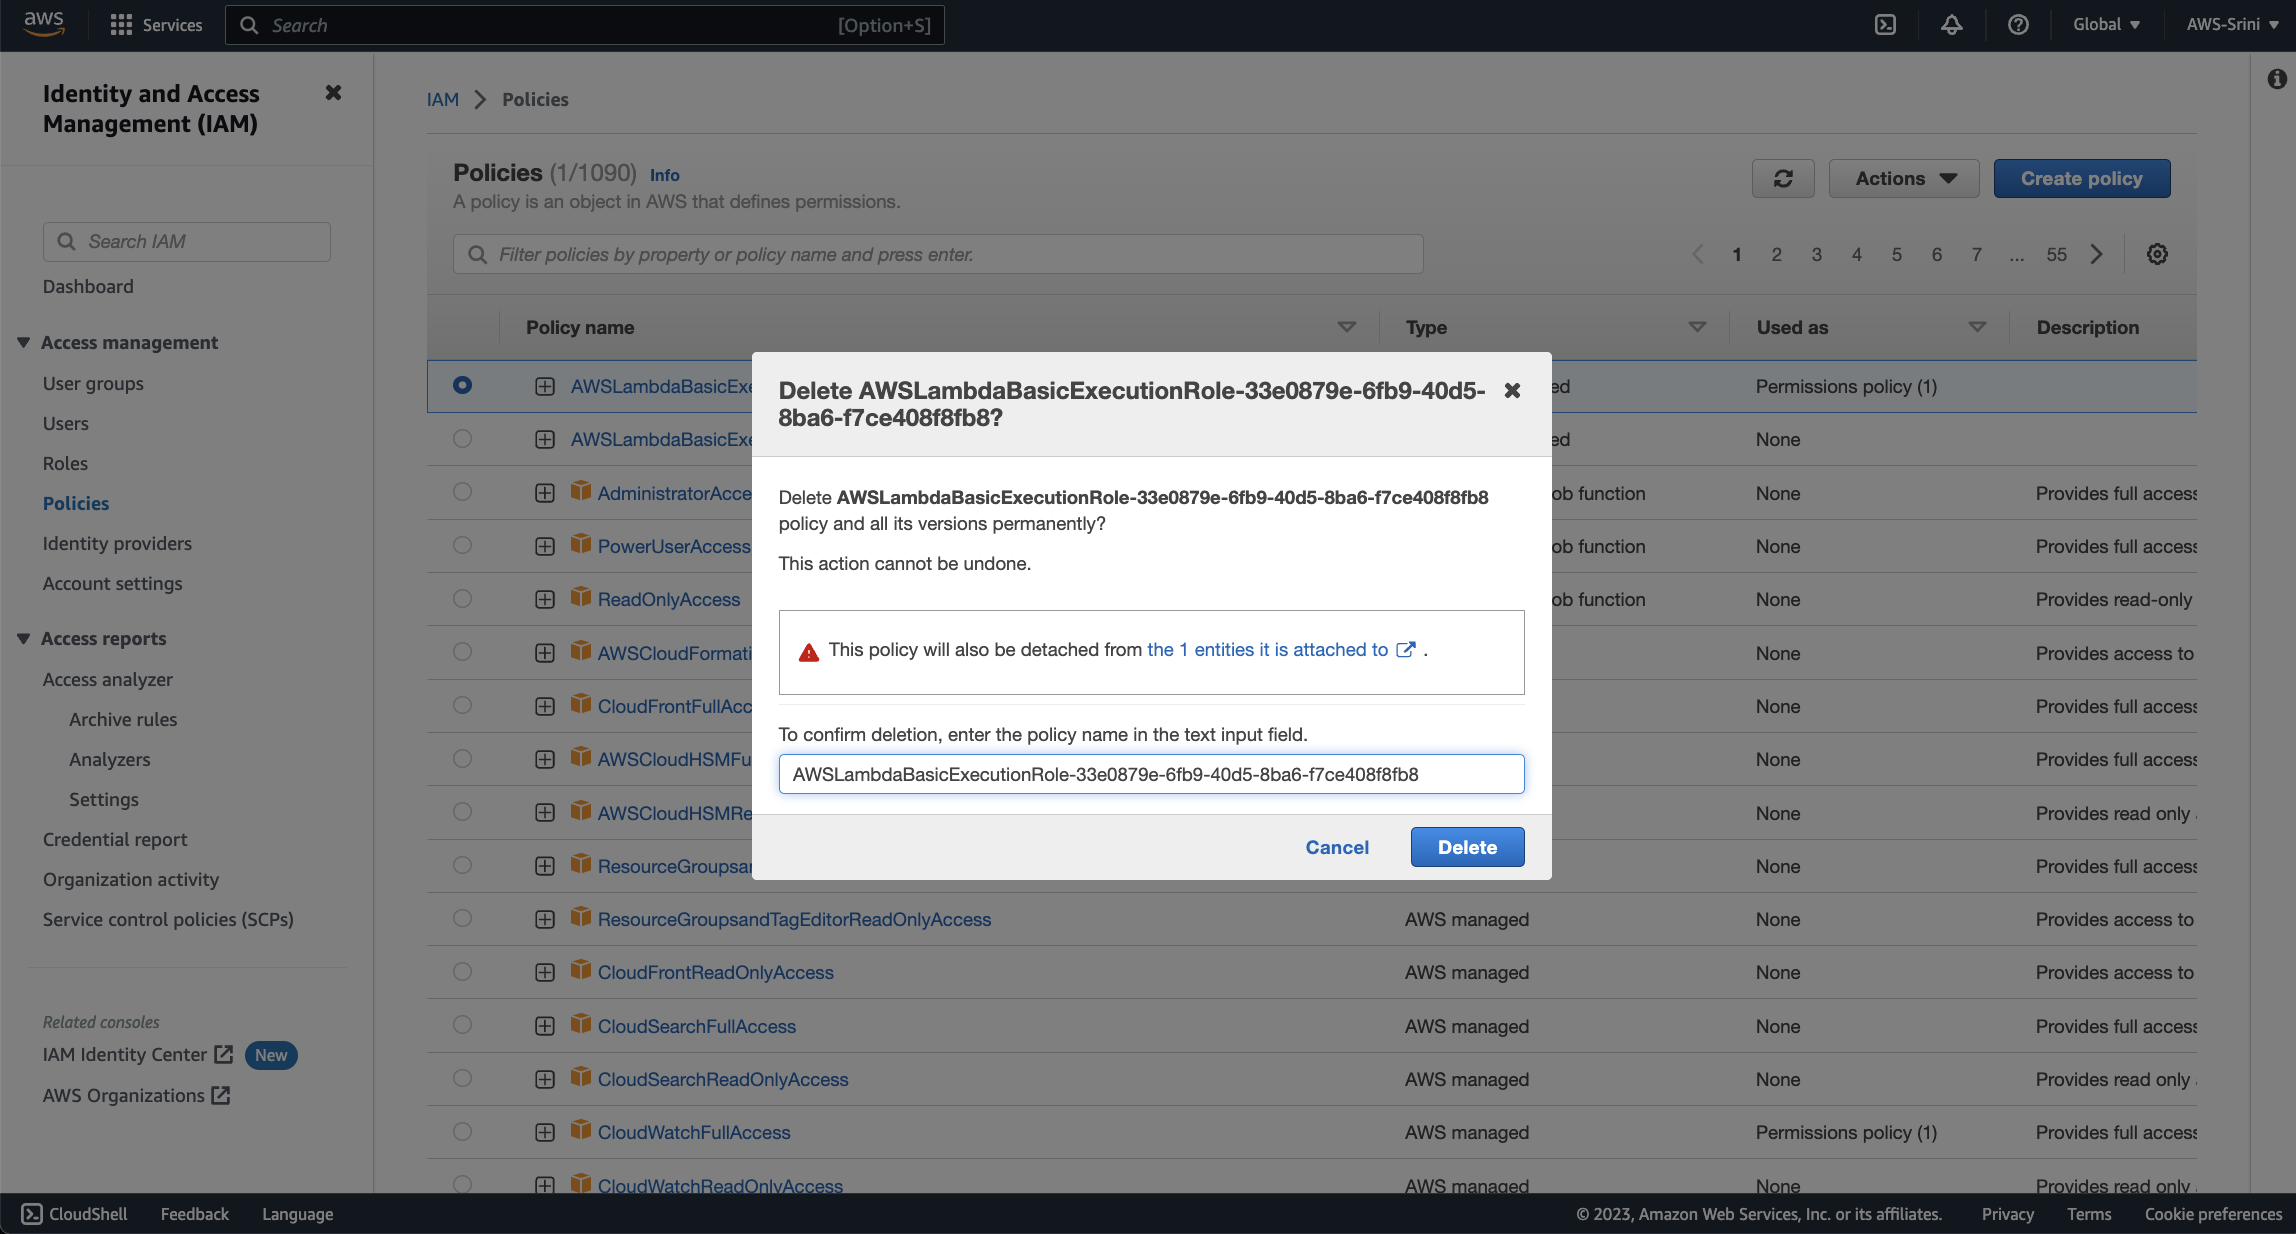 aws
Services
Search
[Option+S]
Global
AWS-Srini
Identity and Access
Management (IAM)
Search IAM
Dashboard
Access management
User groups
Users
Roles
Policies
Identity providers
Account settings
Access reports
Access analyzer
Archive rules
Analyzers
Settings
Credential report
Organization activity
Service control policies (SCPs)
Related consoles
IAM Identity Center New
AWS Organizations
IAM > Policies
Policies (1/1090) Info
A policy is an object in AWS that defines permissions.
Actions
Create policy
Filter policies by property or policy name and press enter.
1 2 3 4 5 6 7 ... 55
Policy name Type Used as Description
AWSLambdaBasicExe ed Permissions policy (1)
AWSLambdaBasicExe ed None
AdministratorAcce ob function None Provides full access
PowerUserAccess ob function None Provides full access
ReadOnlyAccess ob function None Provides read-only
AWSCloudFormati None Provides access to
CloudFrontFullAcc None Provides full access
AWSCloudHSMFu None Provides full access
AWSCloudHSMRe None Provides read only
ResourceGroupsa None Provides full access
ResourceGroupsandTagEditorReadOnlyAccess AWS managed None Provides access to
CloudFrontReadOnlyAccess AWS managed None Provides access to
CloudSearchFullAccess AWS managed None Provides full access
CloudSearchReadOnlyAccess AWS managed None Provides read only
CloudWatchFullAccess AWS managed Permissions policy (1) Provides full access
CloudWatchReadOnlyAccess AWS managed None Provides read only
Delete AWSLambdaBasicExecutionRole-33e0879e-6fb9-40d5-
8ba6-f7ce408f8fb8?
Delete AWSLambdaBasicExecutionRole-33e0879e-6fb9-40d5-8ba6-f7ce408f8fb8
policy and all its versions permanently?
This action cannot be undone.
This policy will also be detached from the 1 entities it is attached to .
To confirm deletion, enter the policy name in the text input field.
AWSLambdaBasicExecutionRole-33e0879e-6fb9-40d5-8ba6-f7ce408f8fb8
Cancel
Delete
CloudShell
Feedback
Language
© 2023, Amazon Web Services, Inc. or its affiliates.
Privacy
Terms
Cookie preferences